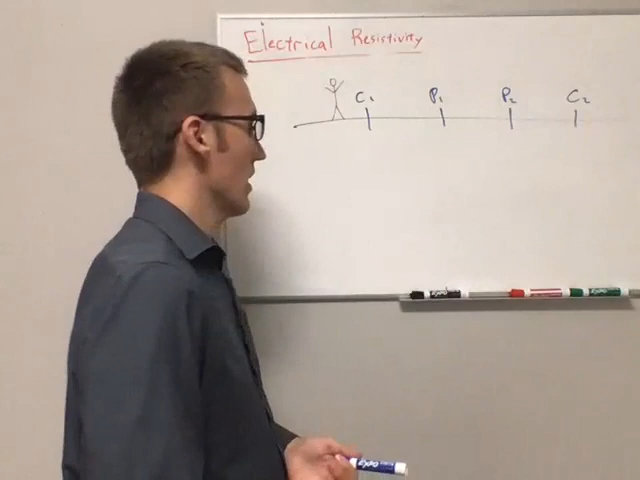 Electrical Resistivity
C₁ P₁ P₂ C₂